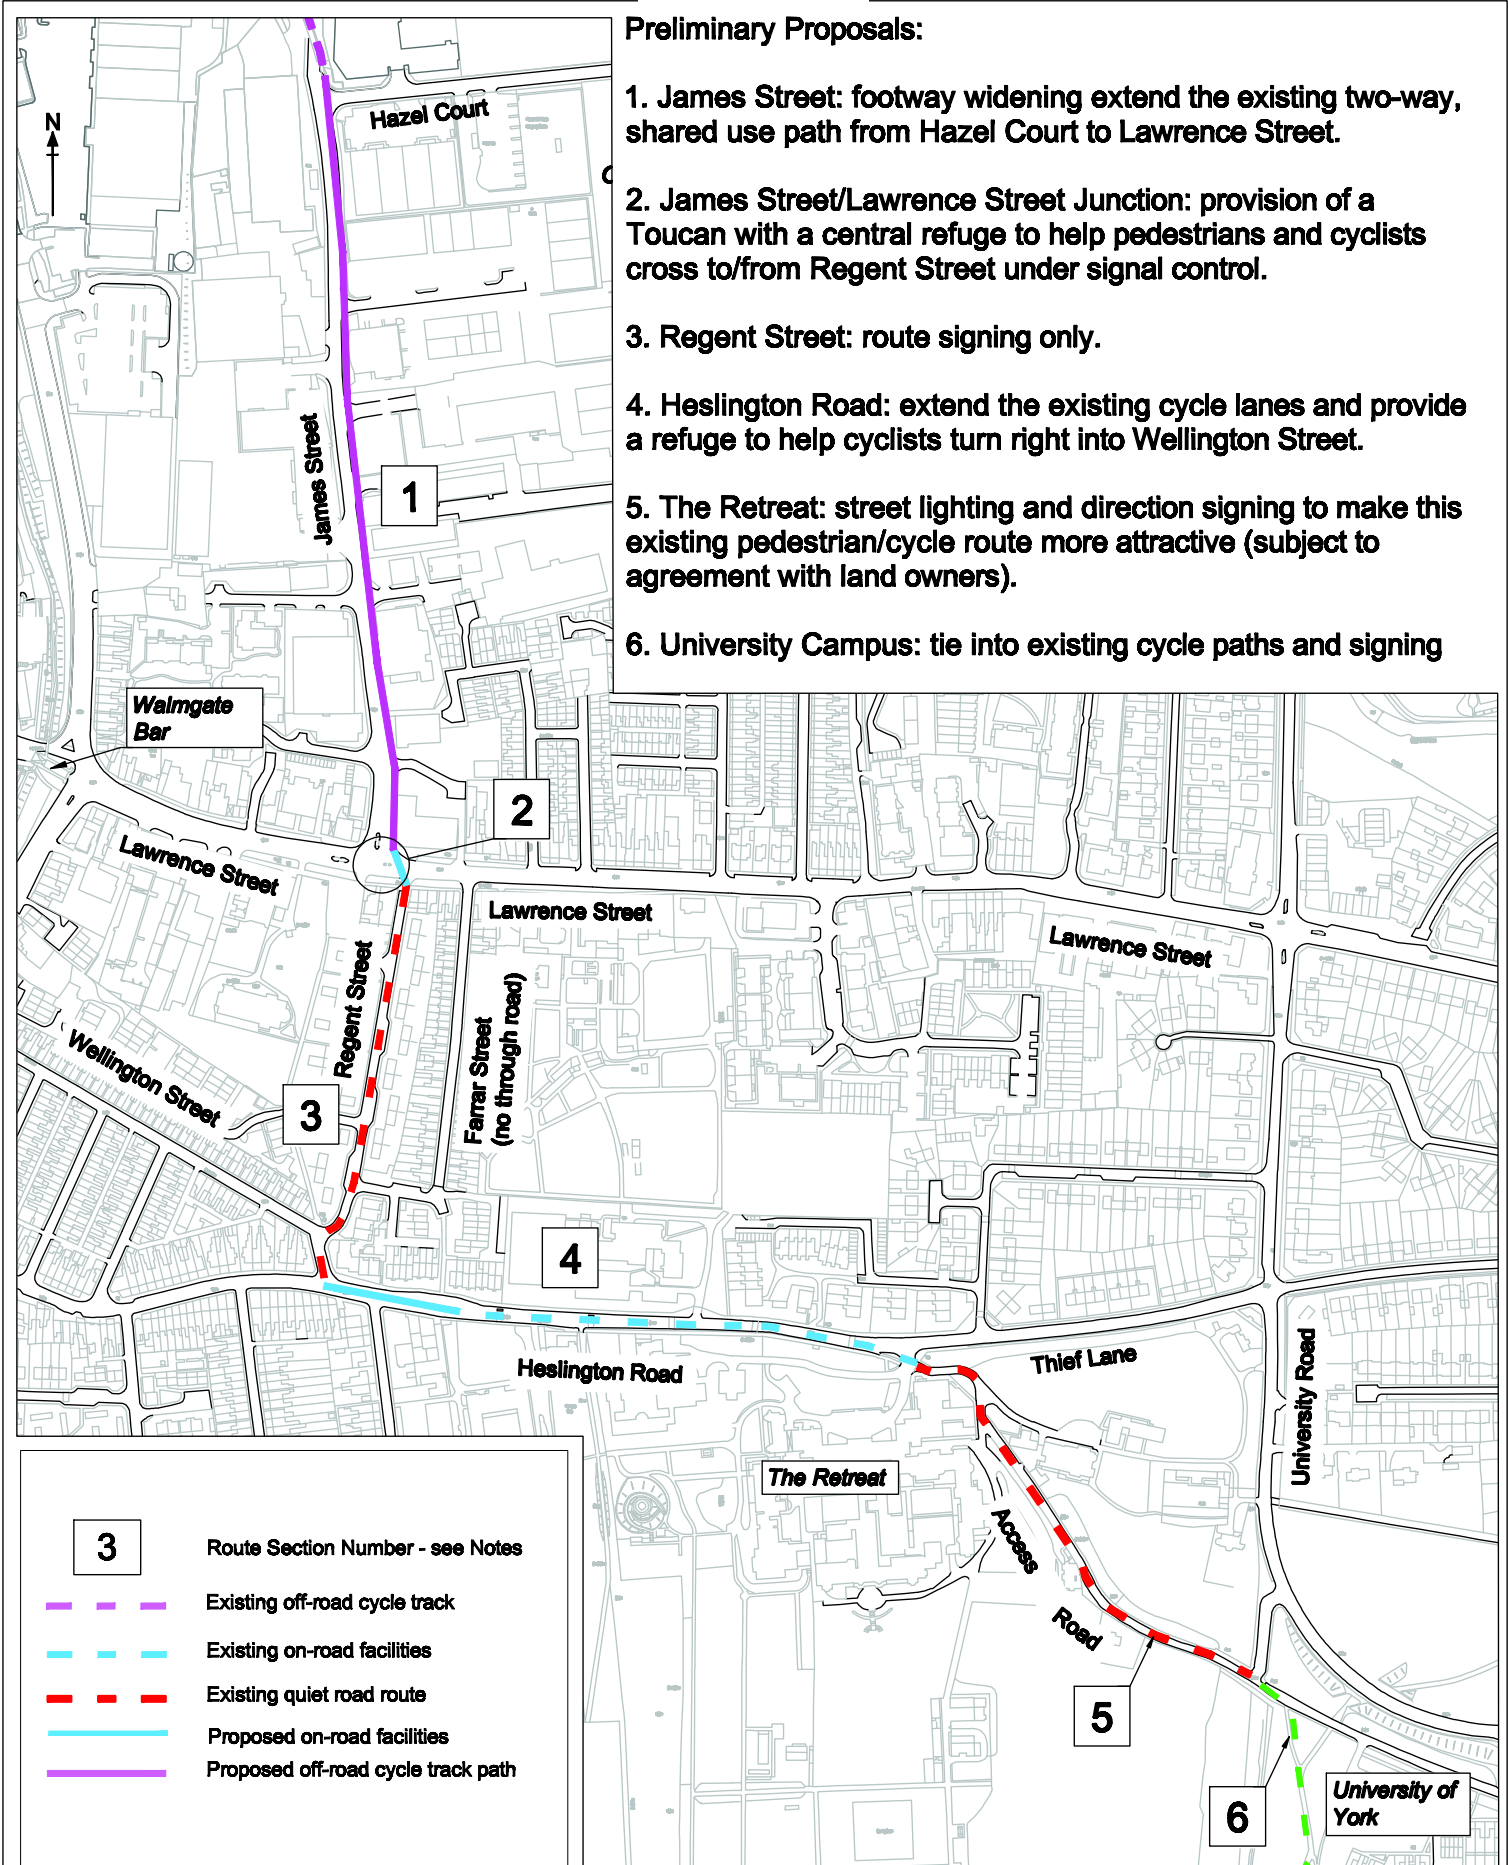 Preliminary Proposals:
1. James Street: footway widening extend the existing two-way,
shared use path from Hazel Court to Lawrence Street.
2. James Street/Lawrence Street Junction: provision of a
Toucan with a central refuge to help pedestrians and cyclists
cross to/from Regent Street under signal control.
3. Regent Street: route signing only.
4. Heslington Road: extend the existing cycle lanes and provide
a refuge to help cyclists turn right into Wellington Street.
5. The Retreat: street lighting and direction signing to make this
existing pedestrian/cycle route more attractive (subject to
agreement with land owners).
6. University Campus: tie into existing cycle paths and signing
N
Hazel Court
James Street
1
Walmgate
Bar
2
Lawrence Street
Lawrence Street
Lawrence Street
Regent Street
Farrar Street
(no through road)
Wellington Street
3
4
Heslington Road
Thief Lane
University Road
The Retreat
Access
Road
5
6
University of
York
3
Route Section Number - see Notes
Existing off-road cycle track
Existing on-road facilities
Existing quiet road route
Proposed on-road facilities
Proposed off-road cycle track path